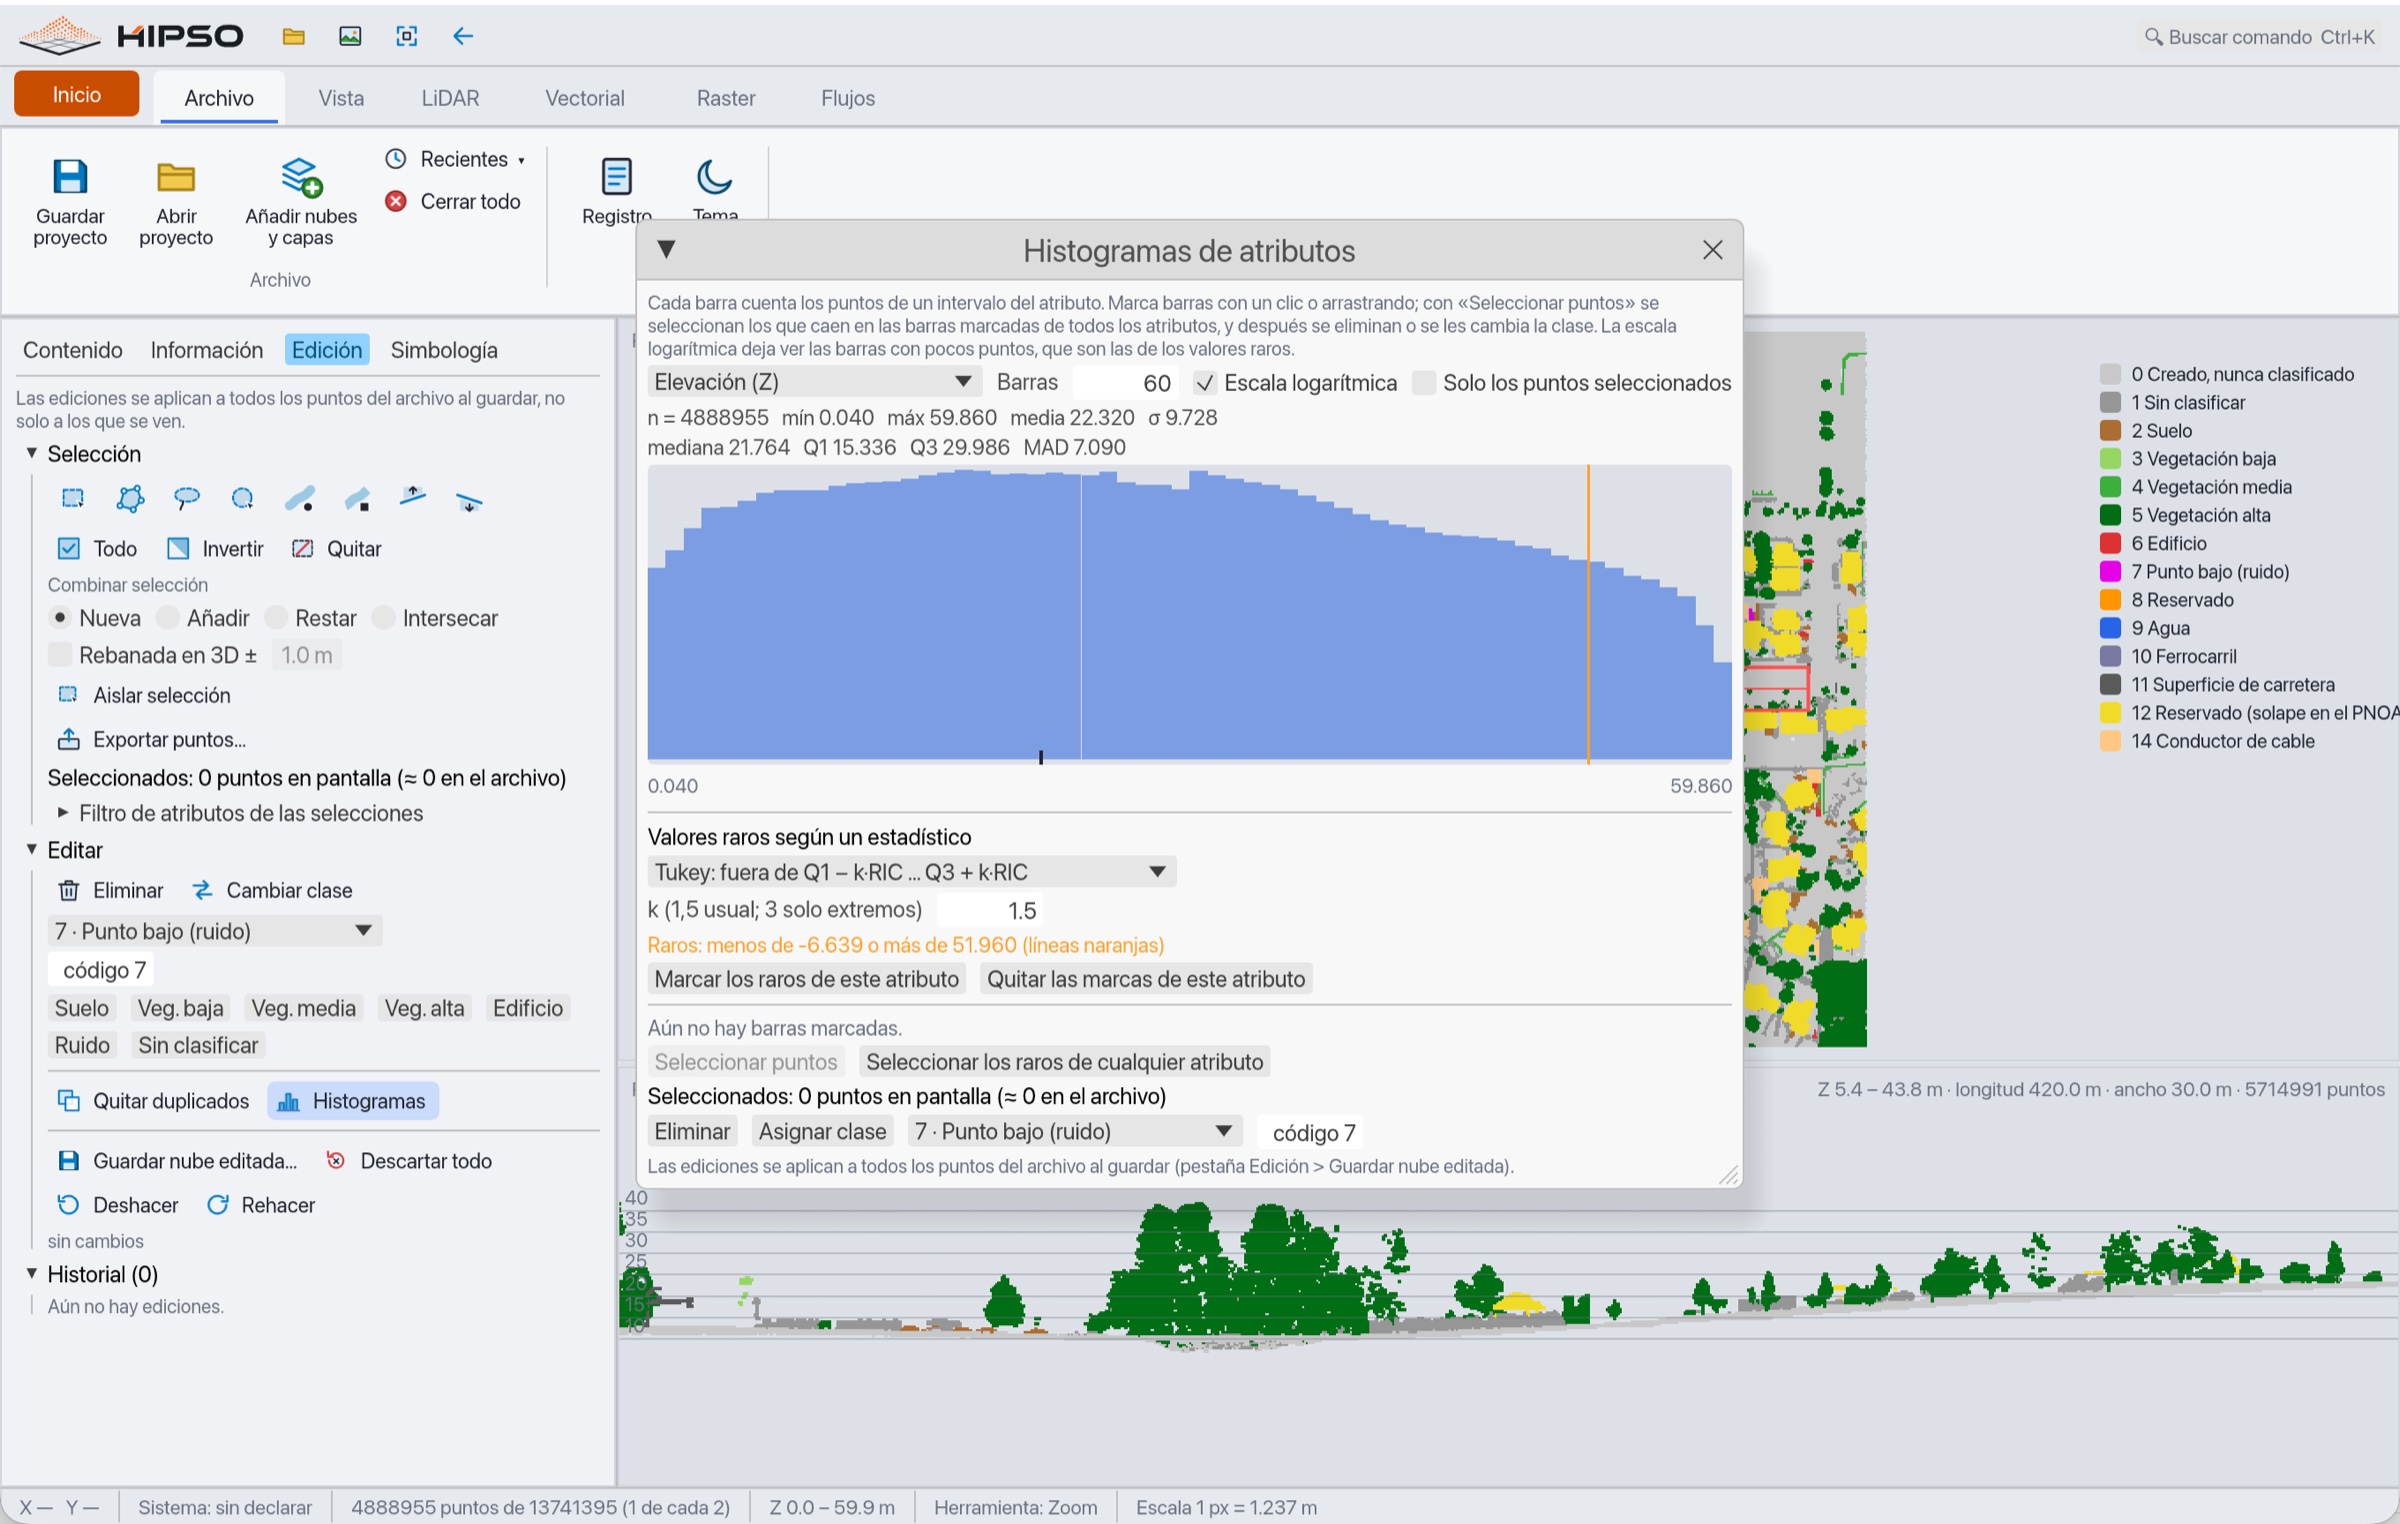 HIPSO
Buscar comando Ctrl+K
Inicio
Archivo
Vista
LiDAR
Vectorial
Raster
Flujos
Guardar proyecto
Abrir proyecto
Añadir nubes y capas
Recientes
Cerrar todo
Archivo
Registro
Tema
Contenido
Información
Edición
Simbología
Las ediciones se aplican a todos los puntos del archivo al guardar, no
solo a los que se ven.
Selección
Todo
Invertir
Quitar
Combinar selección
Nueva
Añadir
Restar
Intersecar
Rebanada en 3D ± 1.0 m
Aislar selección
Exportar puntos...
Seleccionados: 0 puntos en pantalla (≈ 0 en el archivo)
Filtro de atributos de las selecciones
Editar
Eliminar
Cambiar clase
7 · Punto bajo (ruido)
código 7
Suelo
Veg. baja
Veg. media
Veg. alta
Edificio
Ruido
Sin clasificar
Quitar duplicados
Histogramas
Guardar nube editada...
Descartar todo
Deshacer
Rehacer
sin cambios
Historial (0)
Aún no hay ediciones.
Histogramas de atributos
Cada barra cuenta los puntos de un intervalo del atributo. Marca barras con un clic o arrastrando; con «Seleccionar puntos» se
seleccionan los que caen en las barras marcadas de todos los atributos, y después se eliminan o se les cambia la clase. La escala
logarítmica deja ver las barras con pocos puntos, que son las de los valores raros.
Elevación (Z)
Barras 60
Escala logarítmica
Solo los puntos seleccionados
n = 4888955 mín 0.040 máx 59.860 media 22.320 σ 9.728
mediana 21.764 Q1 15.336 Q3 29.986 MAD 7.090
0.040
59.860
Valores raros según un estadístico
Tukey: fuera de Q1 – k·RIC ... Q3 + k·RIC
k (1,5 usual; 3 solo extremos) 1.5
Raros: menos de -6.639 o más de 51.960 (líneas naranjas)
Marcar los raros de este atributo
Quitar las marcas de este atributo
Aún no hay barras marcadas.
Seleccionar puntos
Seleccionar los raros de cualquier atributo
Seleccionados: 0 puntos en pantalla (≈ 0 en el archivo)
Eliminar
Asignar clase
7 · Punto bajo (ruido)
código 7
Las ediciones se aplican a todos los puntos del archivo al guardar (pestaña Edición > Guardar nube editada).
0 Creado, nunca clasificado
1 Sin clasificar
2 Suelo
3 Vegetación baja
4 Vegetación media
5 Vegetación alta
6 Edificio
7 Punto bajo (ruido)
8 Reservado
9 Agua
10 Ferrocarril
11 Superficie de carretera
12 Reservado (solape en el PNOA
14 Conductor de cable
Z 5.4 – 43.8 m · longitud 420.0 m · ancho 30.0 m · 5714991 puntos
40
35
30
25
20
15
10
X — Y —
Sistema: sin declarar
4888955 puntos de 13741395 (1 de cada 2)
Z 0.0 – 59.9 m
Herramienta: Zoom
Escala 1 px = 1.237 m